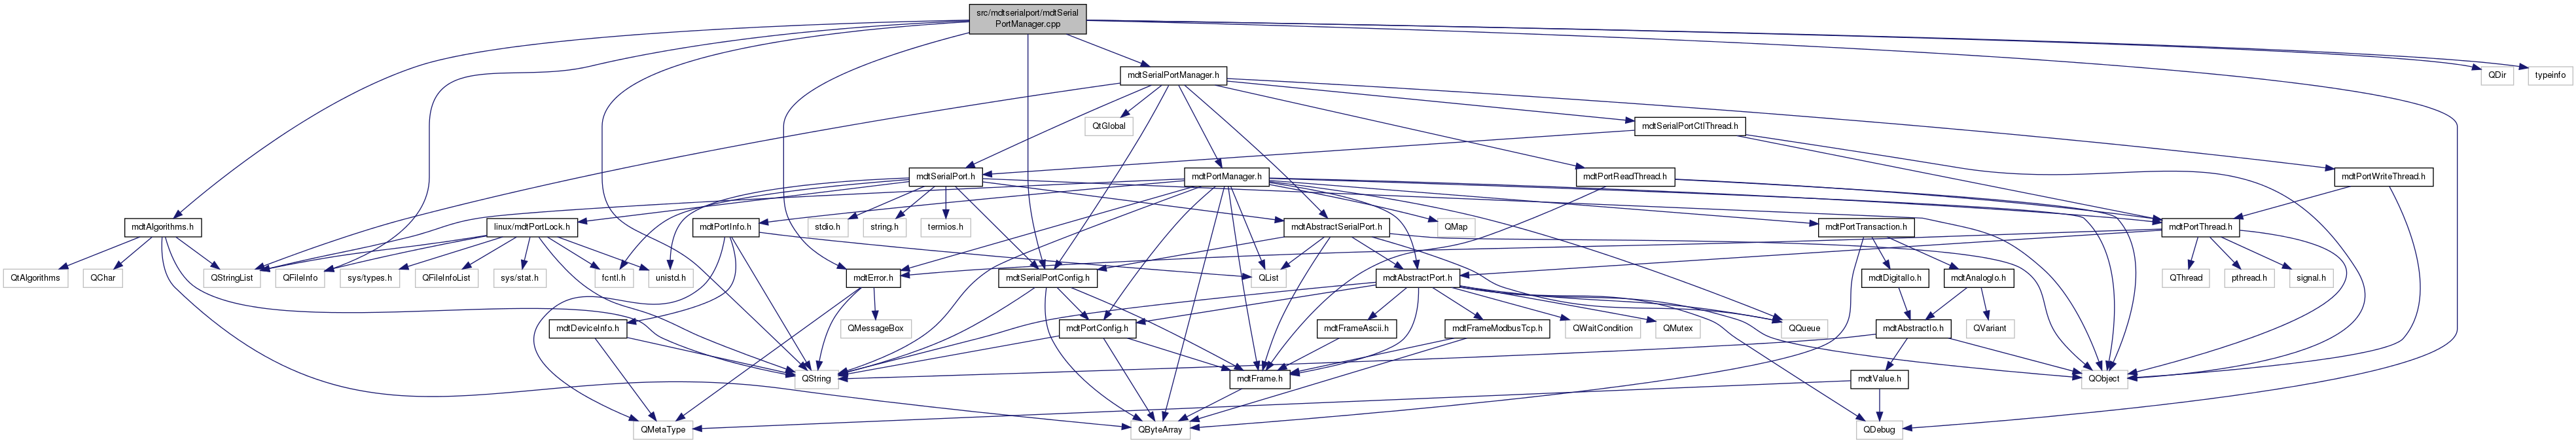 src/mdtserialport/mdtSerial
PortManager.cpp
mdtSerialPortManager.h
QDir
typeinfo
QtGlobal
mdtSerialPortCtlThread.h
mdtSerialPort.h
mdtPortManager.h
mdtPortReadThread.h
mdtPortWriteThread.h
mdtAlgorithms.h
linux/mdtPortLock.h
mdtPortInfo.h
stdio.h
string.h
termios.h
mdtAbstractSerialPort.h
QMap
mdtPortTransaction.h
mdtPortThread.h
QtAlgorithms
QChar
QStringList
QFileInfo
sys/types.h
QFileInfoList
sys/stat.h
fcntl.h
unistd.h
mdtError.h
mdtSerialPortConfig.h
QList
mdtAbstractPort.h
mdtDigitalIo.h
mdtAnalogIo.h
QThread
pthread.h
signal.h
mdtDeviceInfo.h
QMessageBox
mdtPortConfig.h
mdtFrameAscii.h
mdtFrameModbusTcp.h
QWaitCondition
QMutex
QQueue
mdtAbstractIo.h
QVariant
QString
mdtFrame.h
mdtValue.h
QObject
QMetaType
QByteArray
QDebug